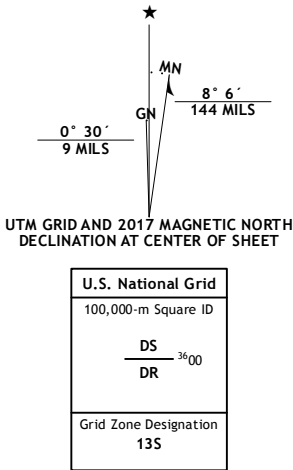 MN
GN
8° 6´
144 MILS
0° 30´
9 MILS
UTM GRID AND 2017 MAGNETIC NORTH
DECLINATION AT CENTER OF SHEET
U.S. National Grid
100,000-m Square ID
DS
3600
DR
Grid Zone Designation
13S